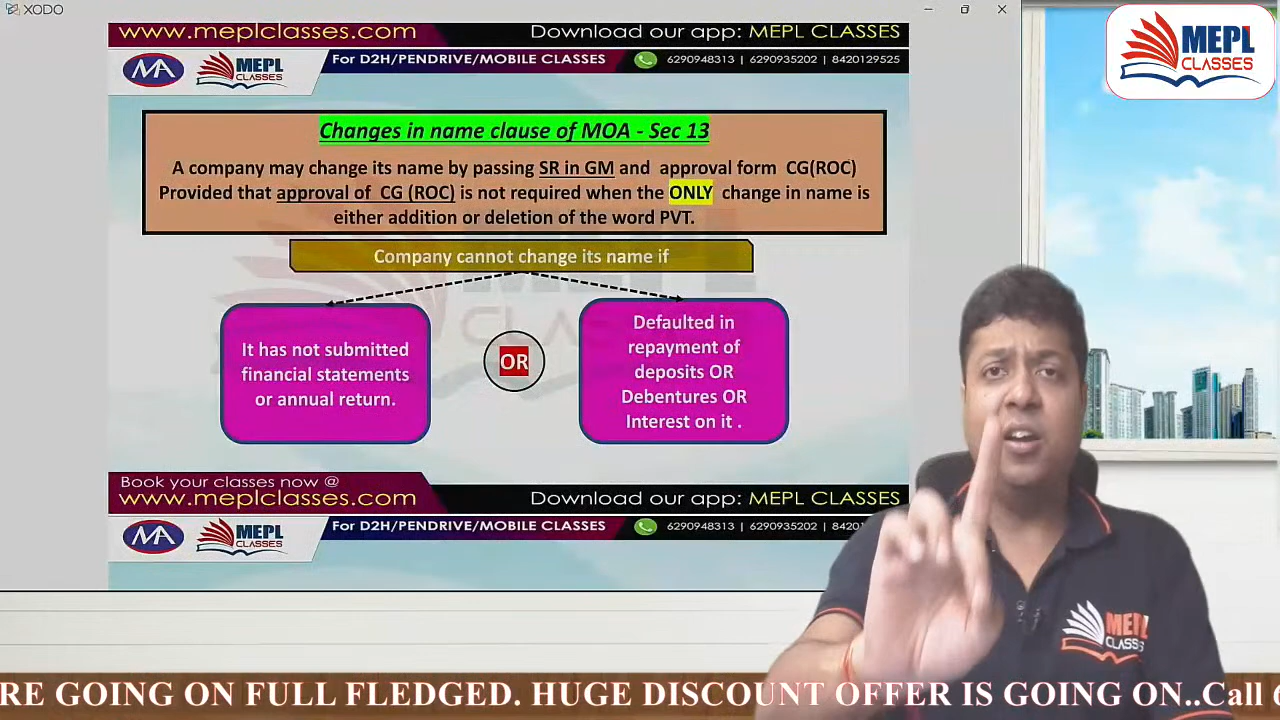 XODO
www.meplclasses.com
Download our app: MEPL CLASSES
MA
MEPL
CLASSES
For D2H/PENDRIVE/MOBILE CLASSES
6290948313 | 6290935202 | 8420129525
MEPL
CLASSES
Changes in name clause of MOA - Sec 13
A company may change its name by passing SR in GM and approval form CG(ROC)
Provided that approval of CG (ROC) is not required when the ONLY change in name is
either addition or deletion of the word PVT.
Company cannot change its name if
It has not submitted
financial statements
or annual return.
OR
Defaulted in
repayment of
deposits OR
Debentures OR
Interest on it .
Book your classes now @
www.meplclasses.com
Download our app: MEPL CLASSES
MA
MEPL
CLASSES
For D2H/PENDRIVE/MOBILE CLASSES
6290948313 | 6290935202 | 84201
MEPL
CLASSES
RE GOING ON FULL FLEDGED. HUGE DISCOUNT OFFER IS GOING ON..Call